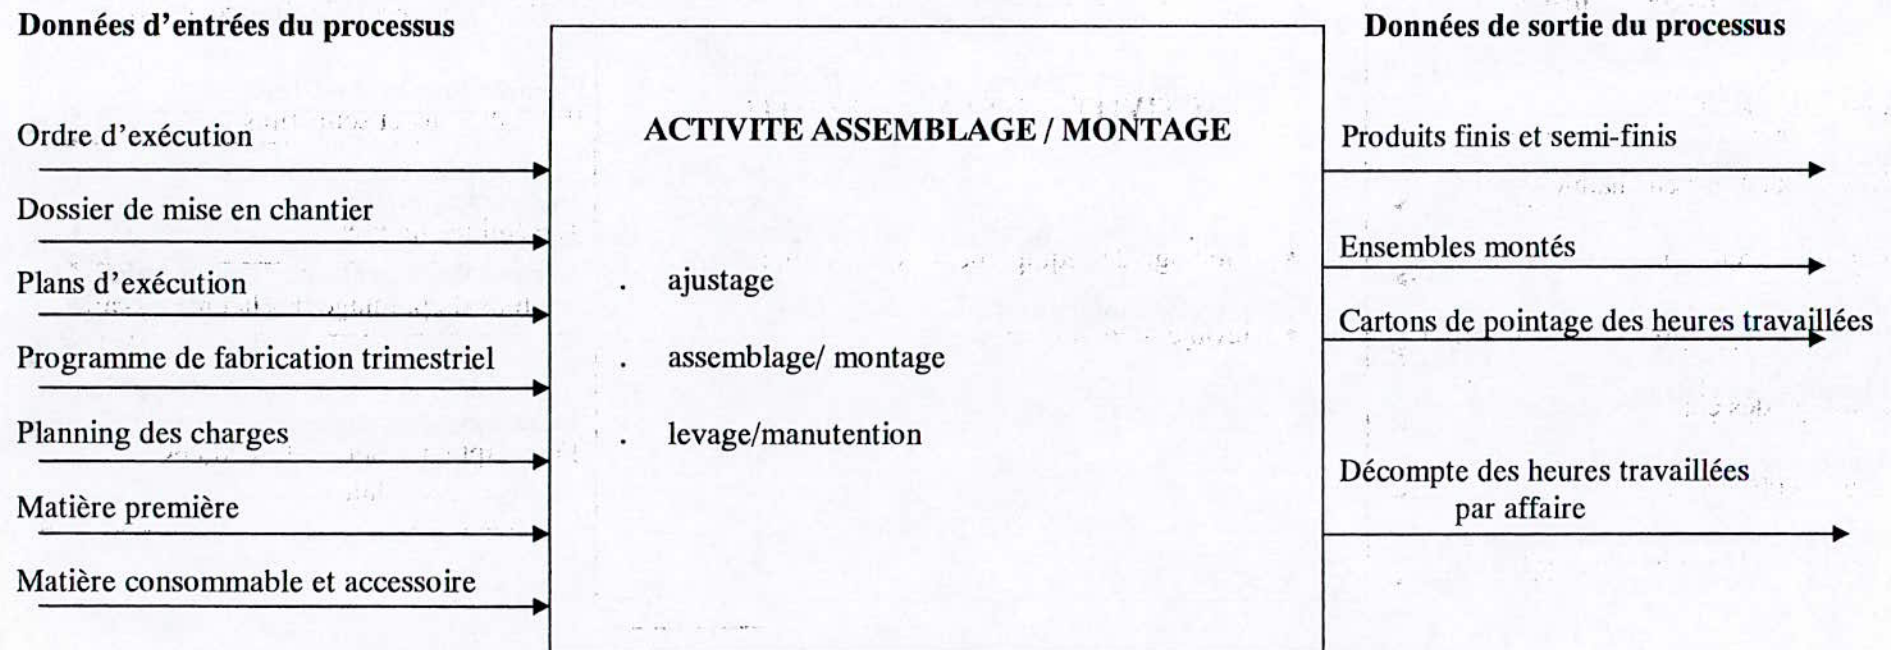 Données d'entrées du processus
Ordre d'exécution
Dossier de mise en chantier
Plans d'exécution
Programme de fabrication trimestriel
Planning des charges
Matière première
Matière consommable et accessoire
ACTIVITE ASSEMBLAGE / MONTAGE
. ajustage
. assemblage/ montage
. levage/manutention
Données de sortie du processus
Produits finis et semi-finis
Ensembles montés
Cartons de pointage des heures travaillées
Décompte des heures travaillées
par affaire